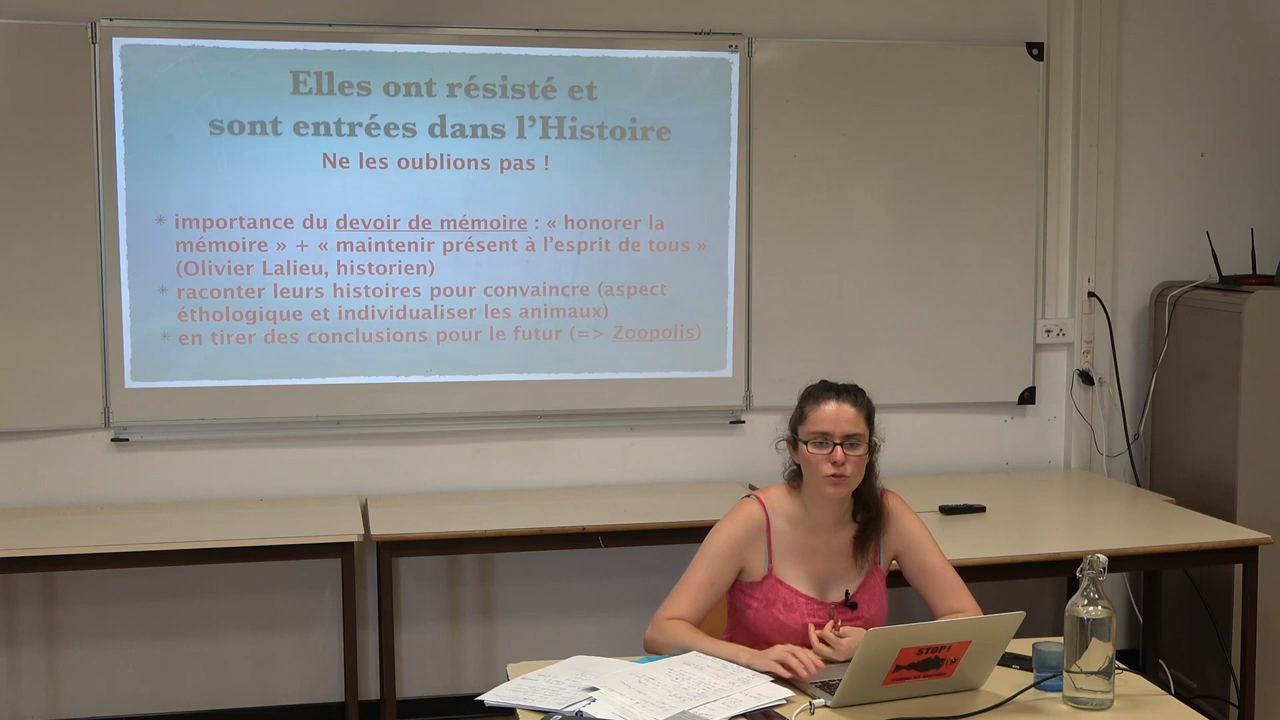 Elles ont résisté et
sont entrées dans l'Histoire
Ne les oublions pas !
* importance du devoir de mémoire : « honorer la
mémoire » + « maintenir présent à l'esprit de tous »
(Olivier Lalieu, historien)
* raconter leurs histoires pour convaincre (aspect
éthologique et individualiser les animaux)
* en tirer des conclusions pour le futur (=> Zoopolis)
STOP!